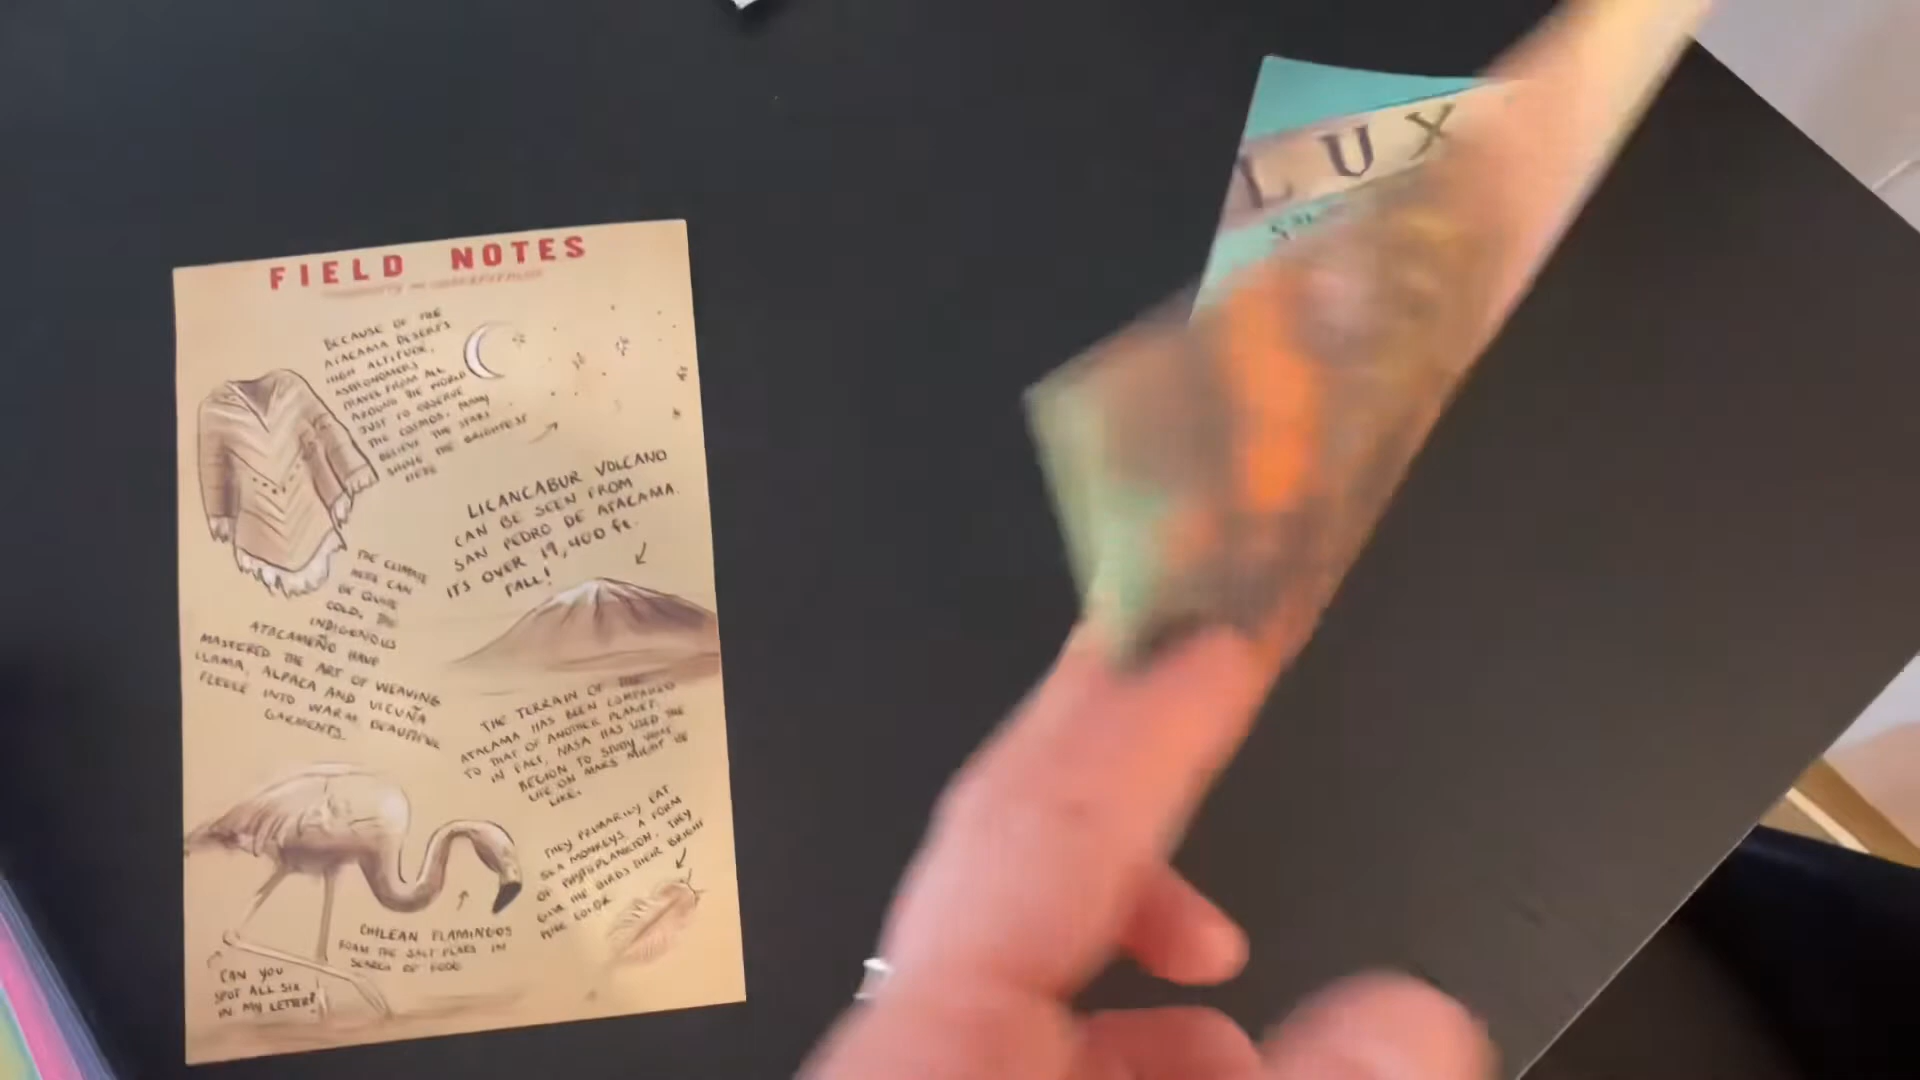 FIELD NOTES
BECAUSE OF THE
ATACAMA DESERT'S
HIGH ALTITUDE,
ASTRONOMERS
TRAVEL FROM ALL
AROUND THE WORLD
JUST TO OBSERVE
THE COSMOS. MANY
BELIEVE THE STARS
SHINE THE BRIGHTEST
HERE
LICANCABUR VOLCANO
CAN BE SEEN FROM
SAN PEDRO DE ATACAMA.
IT'S OVER 19,400 ft.
TALL!
THE CLIMATE
HERE CAN
BE QUITE
COLD. THE
INDIGENOUS
ATACAMEÑO HAVE
MASTERED THE ART OF WEAVING
LLAMA, ALPACA AND VICUÑA
FLEECE INTO WARM BEAUTIFUL
GARMENTS.
THE TERRAIN OF THE
ATACAMA HAS BEEN COMPARED
TO THAT OF ANOTHER PLANET.
IN FACT, NASA HAS USED THE
REGION TO STUDY WHAT
LIFE ON MARS MIGHT BE
LIKE.
THEY PRIMARILY EAT
SEA MONKEYS, A FORM
OF PHYTOPLANKTON. THEY
GIVE THE BIRDS THEIR BRIGHT
PINK COLOR
CHILEAN FLAMINGOS
ROAM THE SALT FLATS IN
SEARCH OF FOOD
CAN YOU
SPOT ALL SIX
IN MY LETTER?
LUX